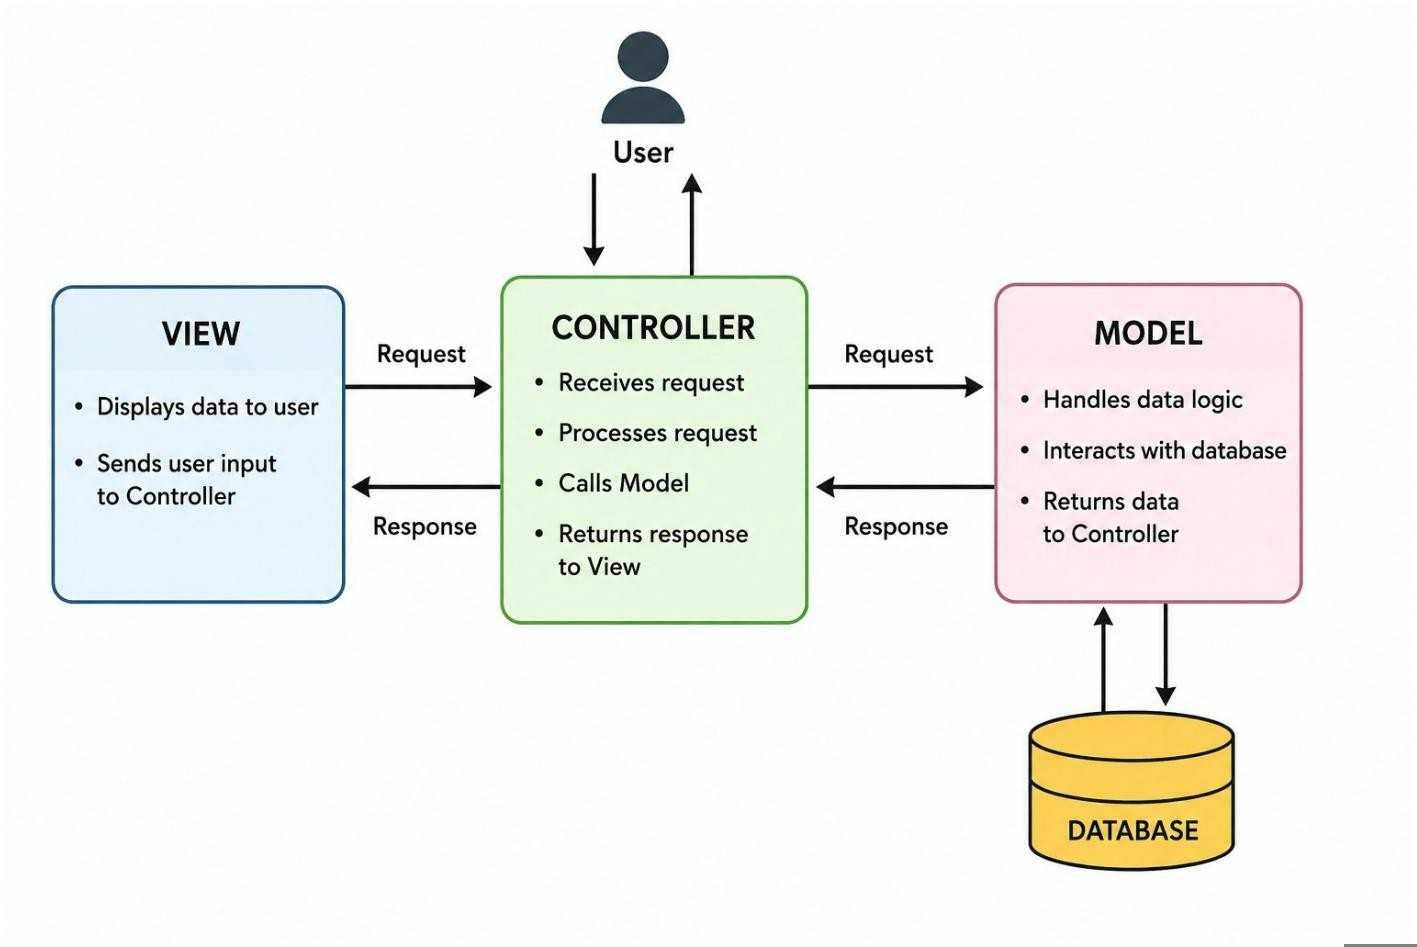 User
VIEW
• Displays data to user
• Sends user input
to Controller
Request
Response
CONTROLLER
• Receives request
• Processes request
• Calls Model
• Returns response
to View
Request
Response
MODEL
• Handles data logic
• Interacts with database
• Returns data
to Controller
DATABASE